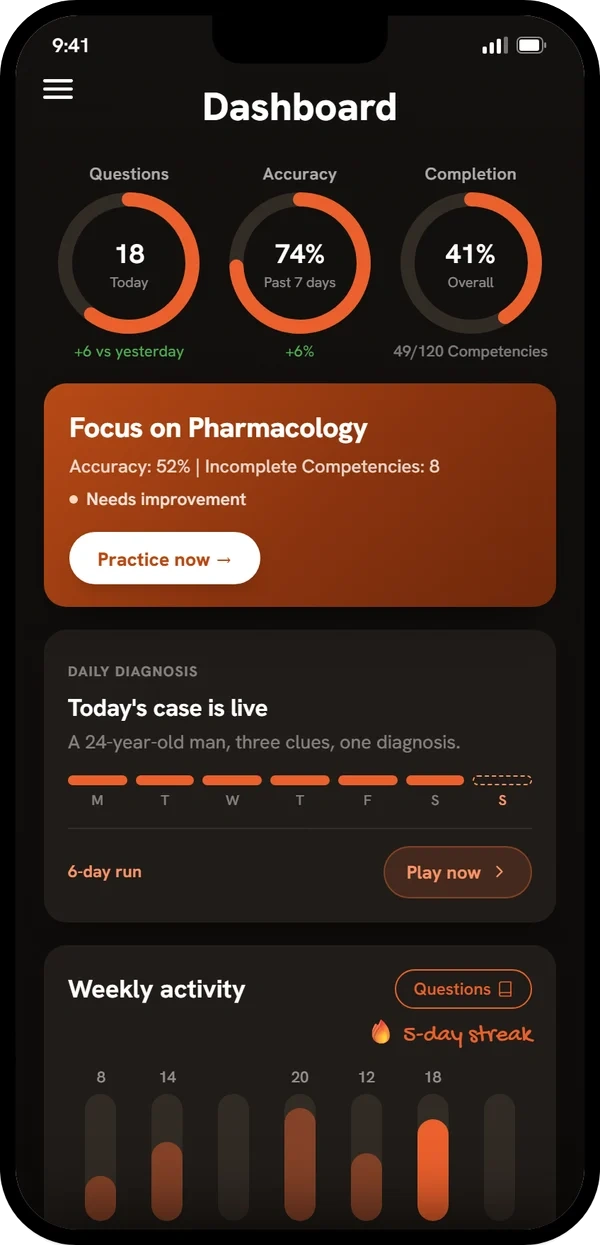 9:41
Dashboard
Questions Accuracy Completion
18 74% 41%
Today Past 7 days Overall
+6 vs yesterday +6% 49/120 Competencies
Focus on Pharmacology
Accuracy: 52% | Incomplete Competencies: 8
• Needs improvement
Practice now →
DAILY DIAGNOSIS
Today's case is live
A 24-year-old man, three clues, one diagnosis.
M T W T F S S
6-day run Play now >
Weekly activity Questions
🔥 5-day streak
8 14 20 12 18